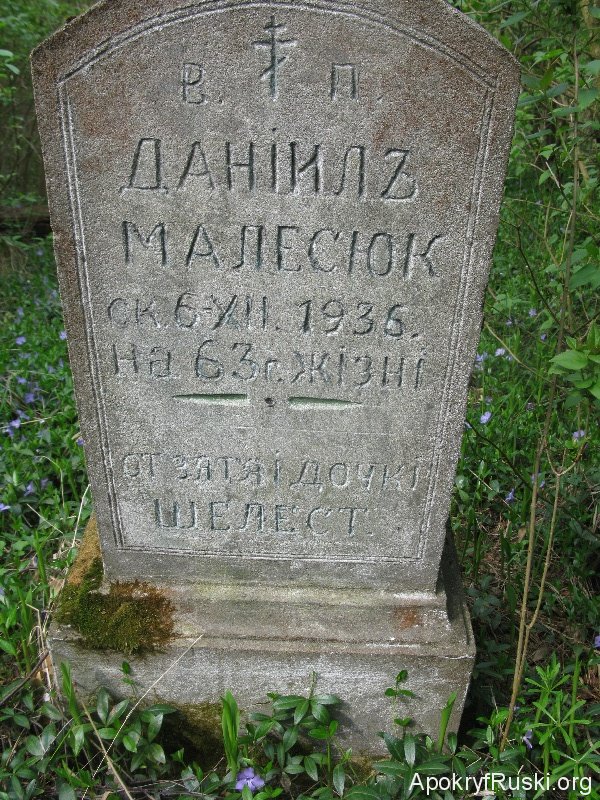 В. П.
ДАНІИЛЪ
МАЛЕСЮК
ск. 6-XII. 1936.
на 63 г. жізні
от зятя і дочкі
ШЕЛЕСТ.
ApokryfRuski.org